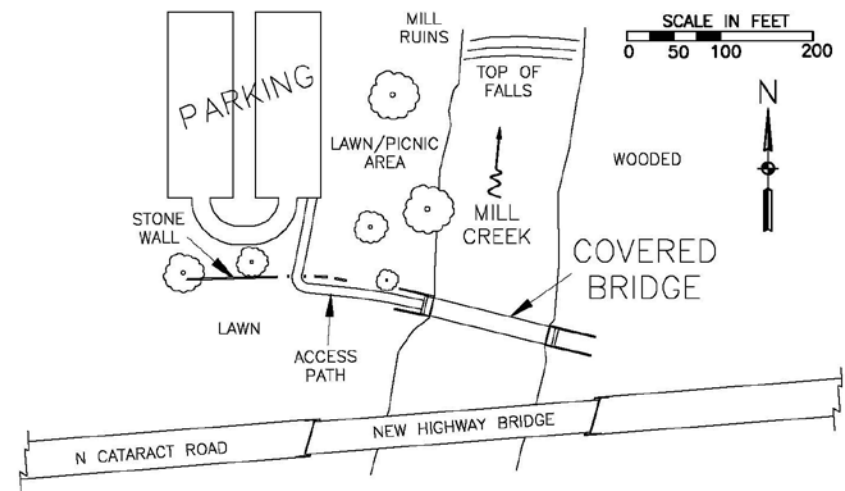 MILL
RUINS
SCALE IN FEET
0 50 100 200
PARKING
TOP OF
FALLS
N
LAWN/PICNIC
AREA
WOODED
STONE
WALL
MILL
CREEK
COVERED
BRIDGE
LAWN
ACCESS
PATH
NEW HIGHWAY BRIDGE
N CATARACT ROAD